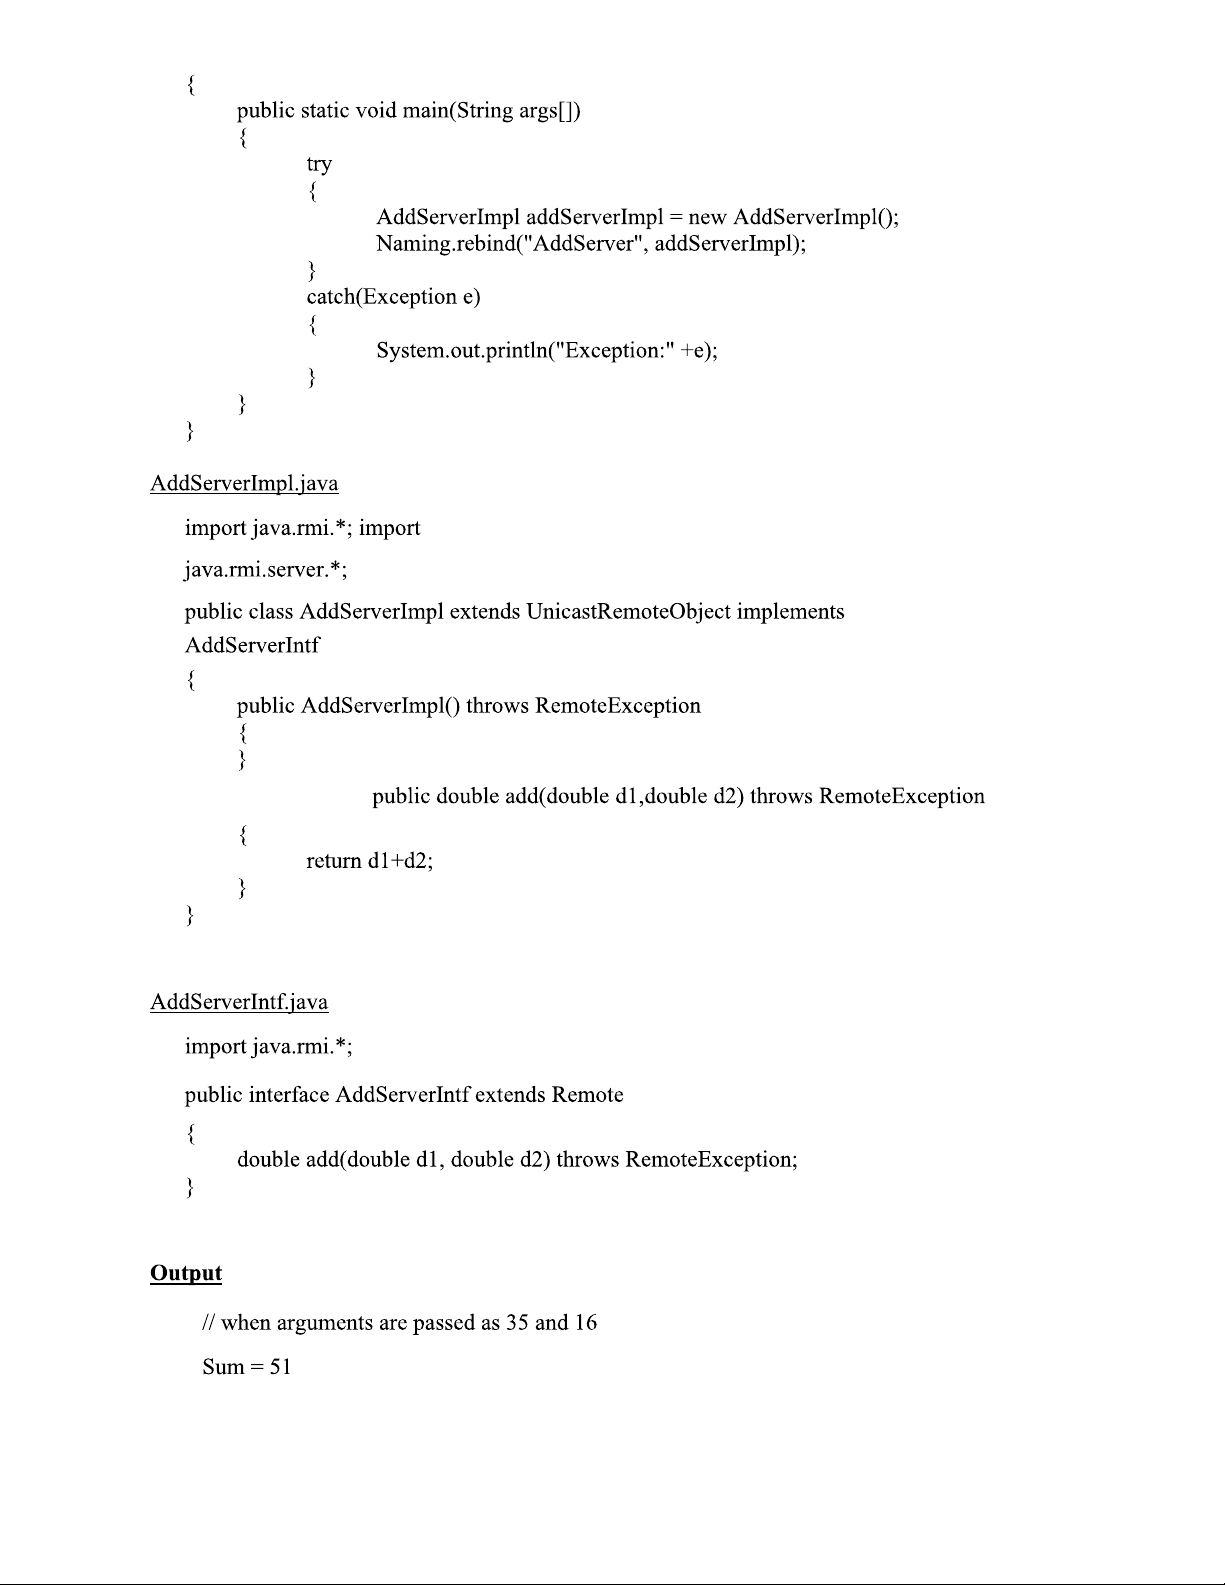 {
public static void main(String args[])
{
try
{
AddServerImpl addServerImpl = new AddServerImpl();
Naming.rebind("AddServer", addServerImpl);
}
catch(Exception e)
{
System.out.println("Exception:" +e);
}
}
}
AddServerImpl.java
import java.rmi.*; import
java.rmi.server.*;
public class AddServerImpl extends UnicastRemoteObject implements
AddServerIntf
{
public AddServerImpl() throws RemoteException
{
}
public double add(double d1,double d2) throws RemoteException
{
return d1+d2;
}
}
AddServerIntf.java
import java.rmi.*;
public interface AddServerIntf extends Remote
{
double add(double d1, double d2) throws RemoteException;
}
Output
// when arguments are passed as 35 and 16
Sum = 51